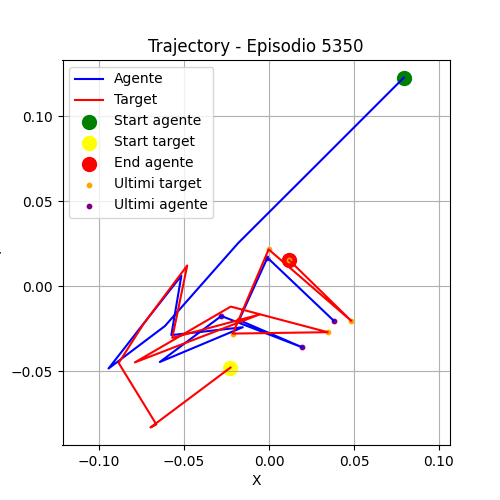 Trajectory - Episodio 5350
Agente
Target
Start agente
Start target
End agente
Ultimi target
Ultimi agente
0.10
0.05
0.00
−0.05
−0.10
−0.05
0.00
0.05
0.10
X